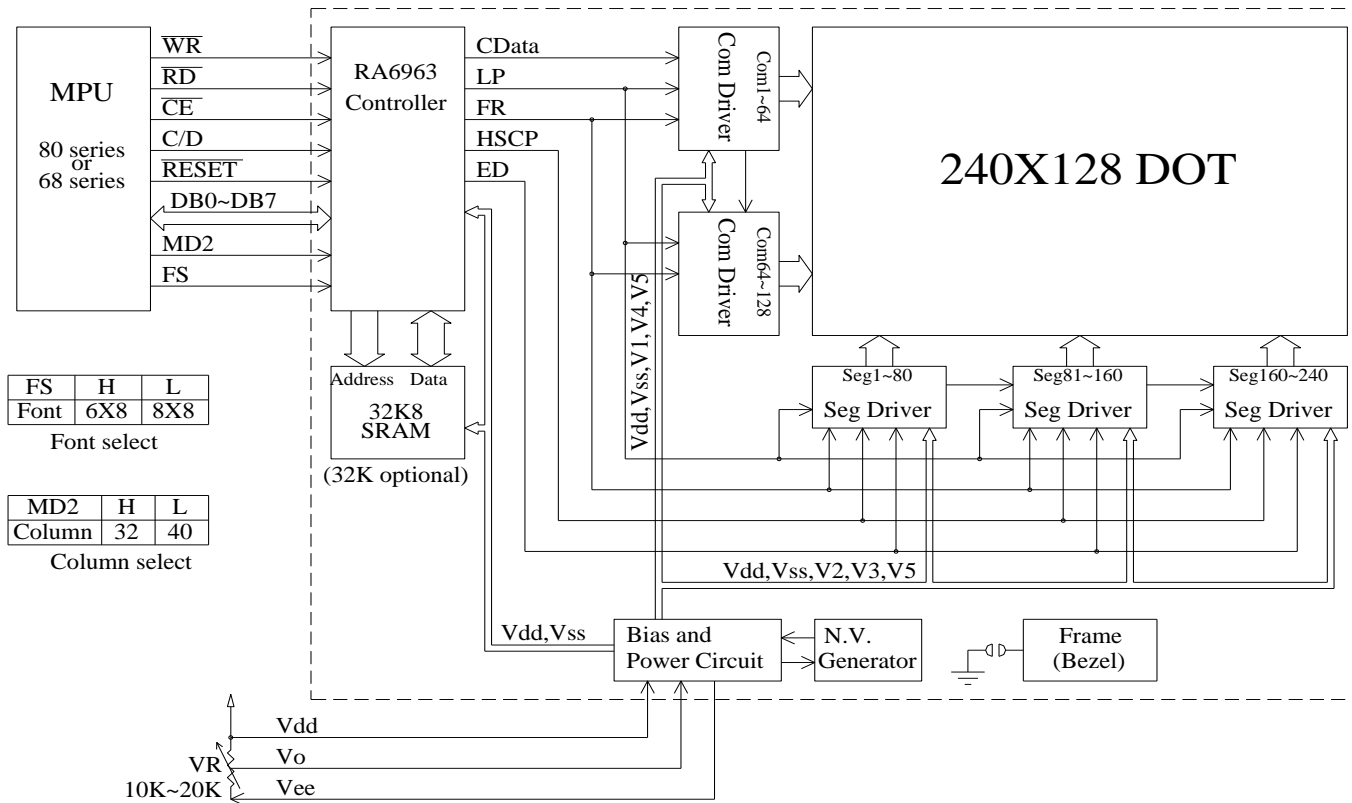 MPU
80 series
or
68 series
WR
RD
CE
C/D
RESET
DB0~DB7
MD2
FS
RA6963
Controller
CData
LP
FR
HSCP
ED
Com Driver
Com1~64
Com Driver
Com64~128
240X128 DOT
Vdd,Vss,V1,V4,V5
Address Data
32K8
SRAM
(32K optional)
Seg1~80
Seg Driver
Seg81~160
Seg Driver
Seg160~240
Seg Driver
FS H L
Font 6X8 8X8
Font select
MD2 H L
Column 32 40
Column select
Vdd,Vss,V2,V3,V5
Vdd,Vss
Bias and
Power Circuit
N.V.
Generator
Frame
(Bezel)
Vdd
Vo
Vee
VR
10K~20K